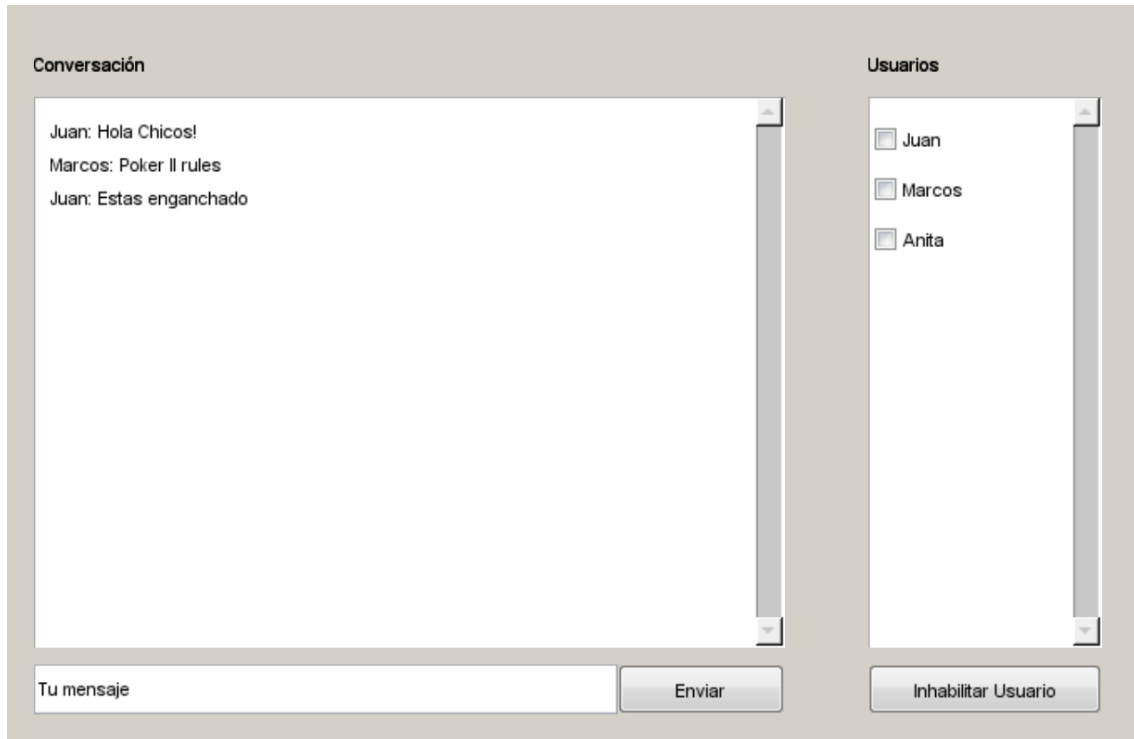 Conversación
Usuarios
Juan: Hola Chicos!
Marcos: Poker II rules
Juan: Estas enganchado
Juan
Marcos
Anita
Tu mensaje
Enviar
Inhabilitar Usuario